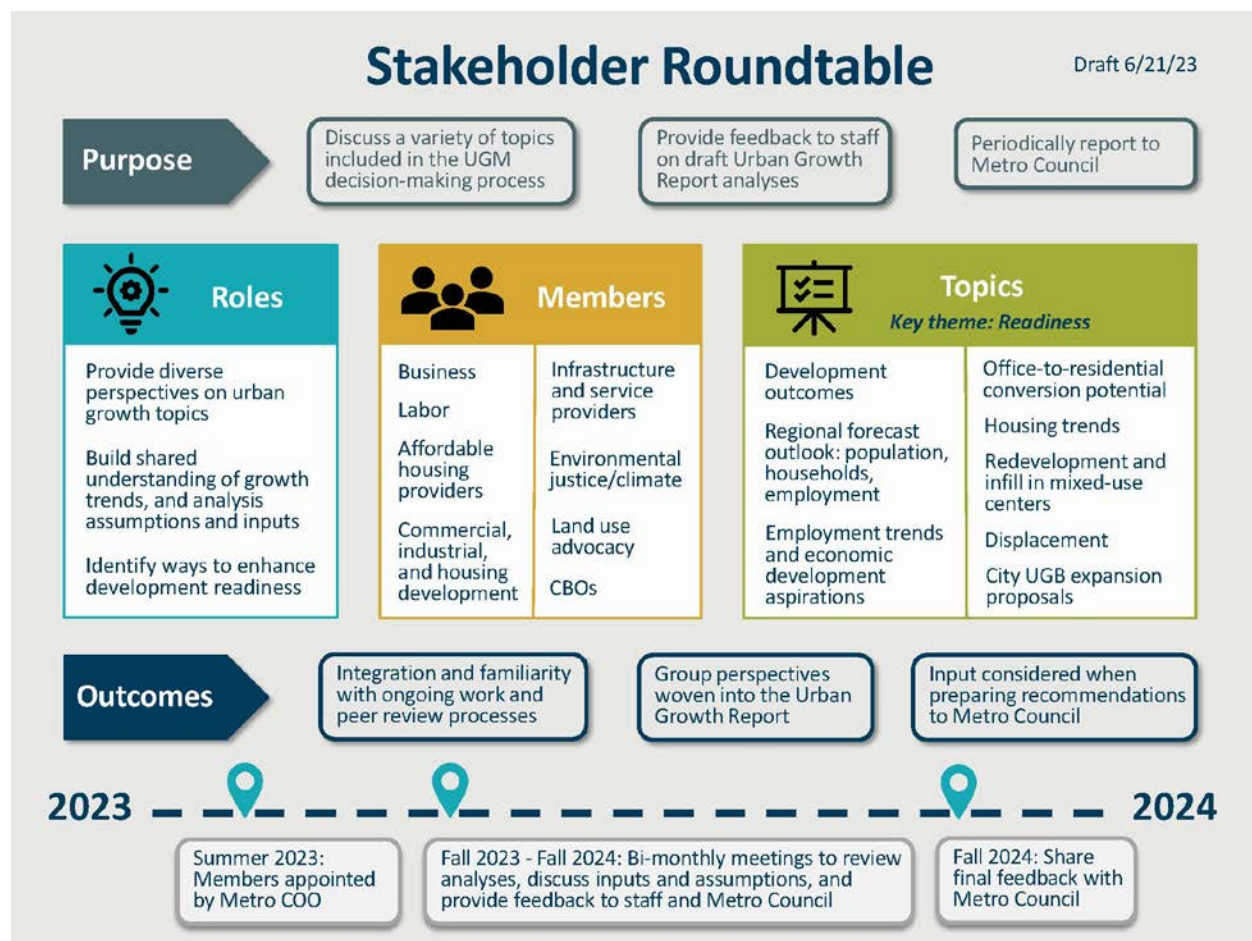 Stakeholder Roundtable
Draft 6/21/23
Purpose
Discuss a variety of topics
included in the UGM
decision-making process
Provide feedback to staff
on draft Urban Growth
Report analyses
Periodically report to
Metro Council
Roles
Provide diverse
perspectives on urban
growth topics
Build shared
understanding of growth
trends, and analysis
assumptions and inputs
Identify ways to enhance
development readiness
Members
Business
Labor
Affordable
housing
providers
Commercial,
industrial,
and housing
development
Infrastructure
and service
providers
Environmental
justice/climate
Land use
advocacy
CBOs
Topics
Key theme: Readiness
Development
outcomes
Regional forecast
outlook: population,
households,
employment
Employment trends
and economic
development
aspirations
Office-to-residential
conversion potential
Housing trends
Redevelopment and
infill in mixed-use
centers
Displacement
City UGB expansion
proposals
Outcomes
Integration and familiarity
with ongoing work and
peer review processes
Group perspectives
woven into the Urban
Growth Report
Input considered when
preparing recommendations
to Metro Council
2023
2024
Summer 2023:
Members appointed
by Metro COO
Fall 2023 - Fall 2024: Bi-monthly meetings to review
analyses, discuss inputs and assumptions, and
provide feedback to staff and Metro Council
Fall 2024: Share
final feedback with
Metro Council